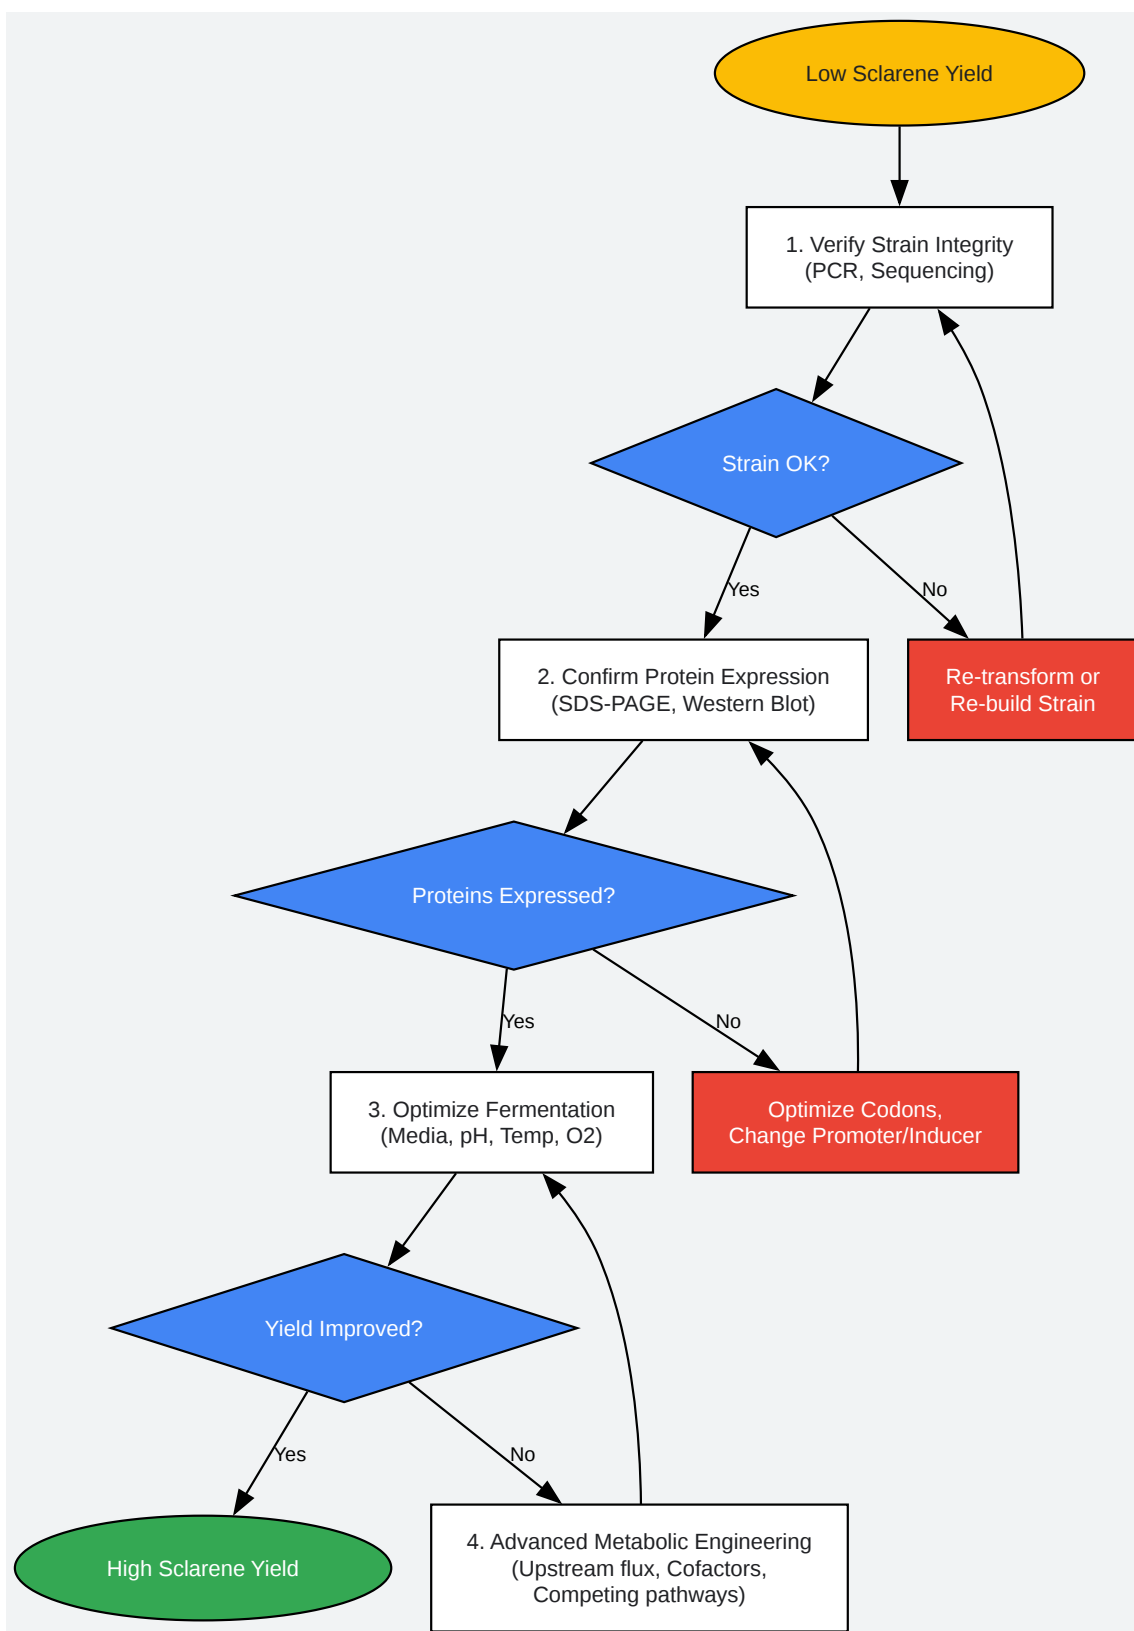 Low Sclarene Yield
1. Verify Strain Integrity
(PCR, Sequencing)
Strain OK?
Yes
No
2. Confirm Protein Expression
(SDS-PAGE, Western Blot)
Re-transform or
Re-build Strain
Proteins Expressed?
Yes
No
3. Optimize Fermentation
(Media, pH, Temp, O2)
Optimize Codons,
Change Promoter/Inducer
Yield Improved?
Yes
No
High Sclarene Yield
4. Advanced Metabolic Engineering
(Upstream flux, Cofactors,
Competing pathways)